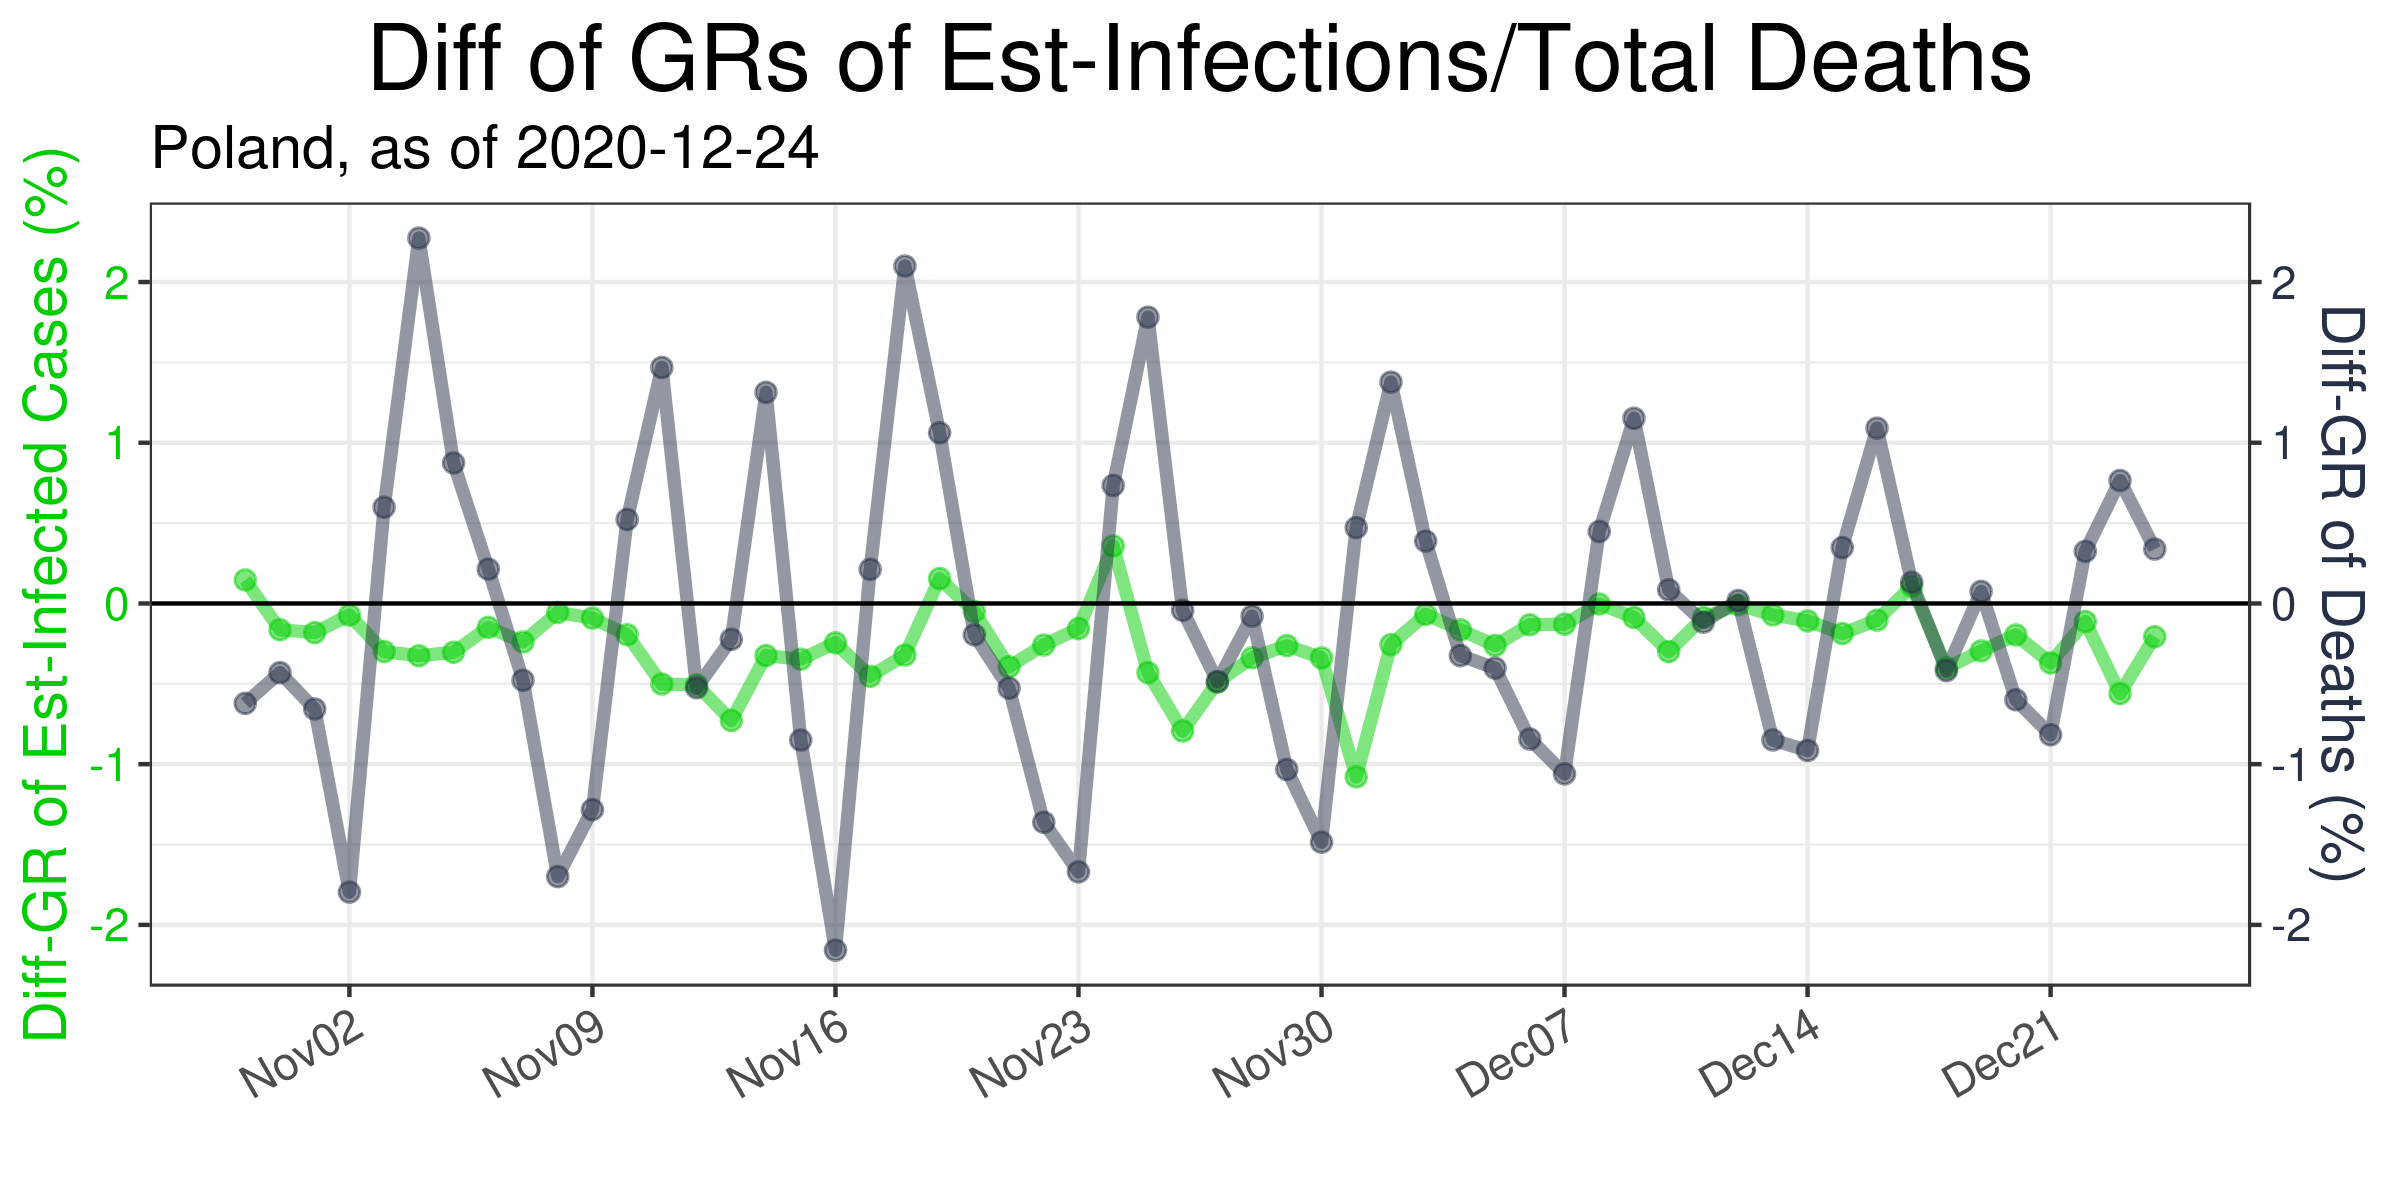 Diff of GRs of Est-Infections/Total Deaths
Poland, as of 2020-12-24
Diff-GR of Est-Infected Cases (%)
2
1
0
-1
-2
2
1
0
-1
-2
Diff-GR of Deaths (%)
Nov02
Nov09
Nov16
Nov23
Nov30
Dec07
Dec14
Dec21